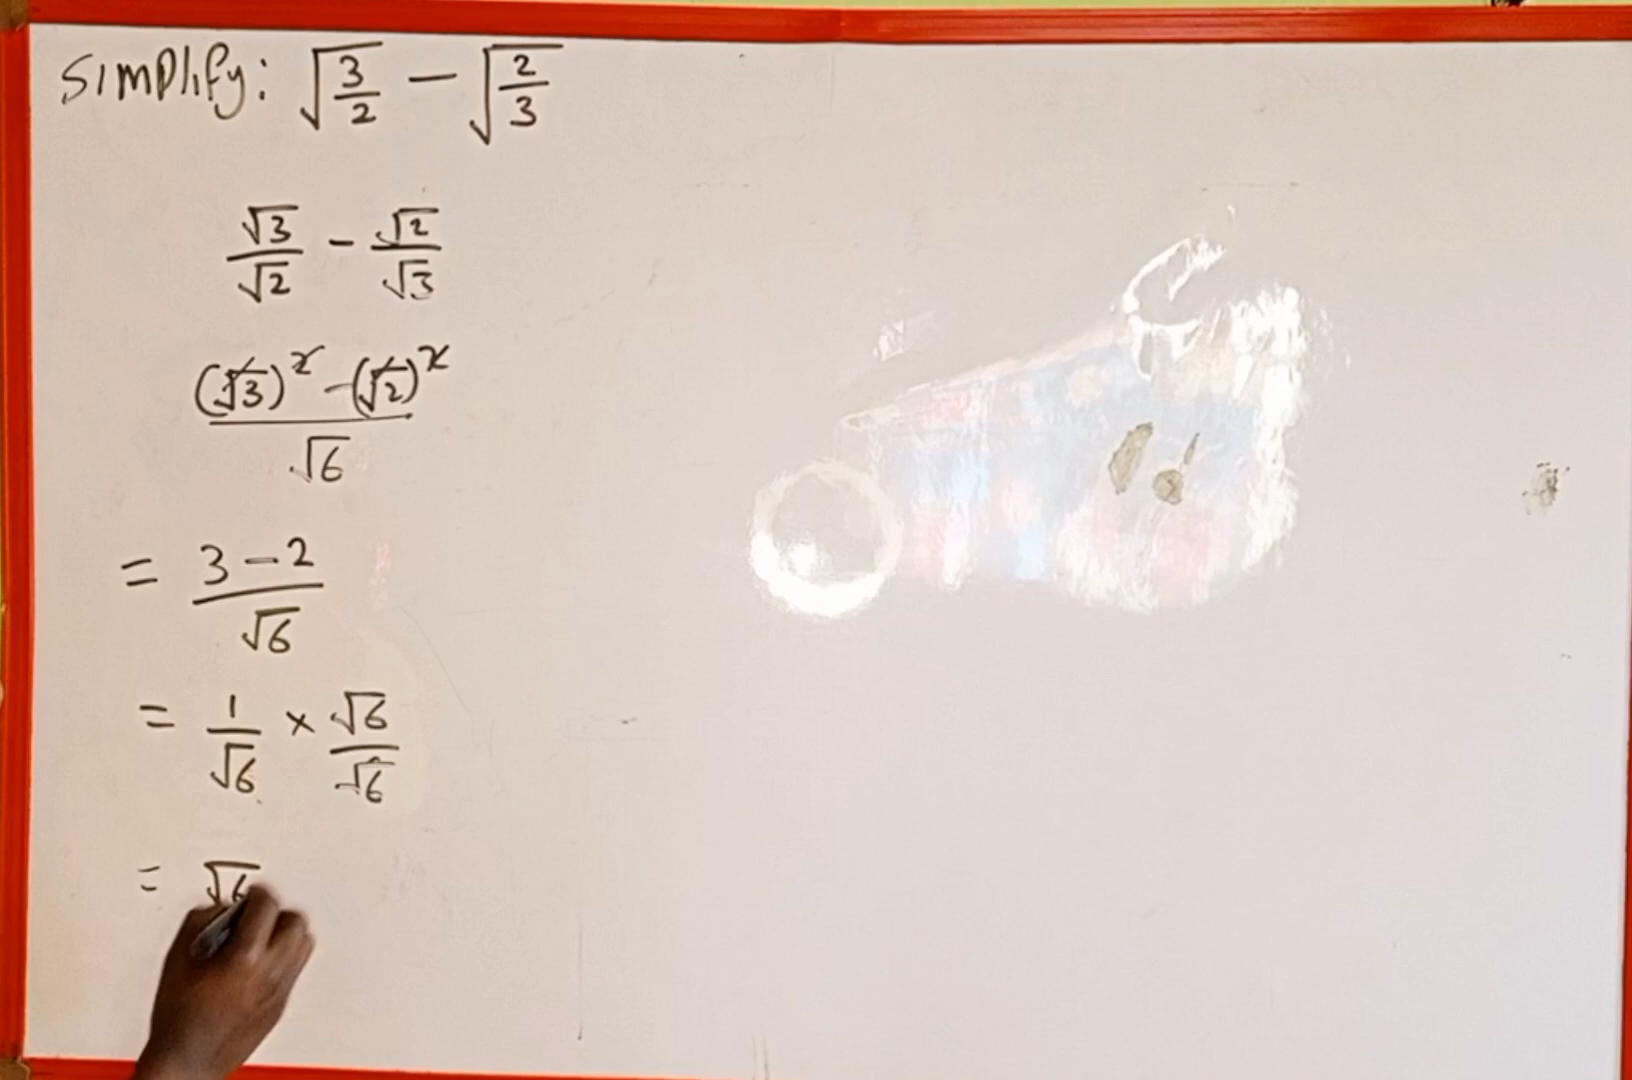 Simplify: √(3/2) − √(2/3)
√3/√2 − √2/√3
((√3)² − (√2)²)/√6
= (3 − 2)/√6
= 1/√6 × √6/√6
= √6